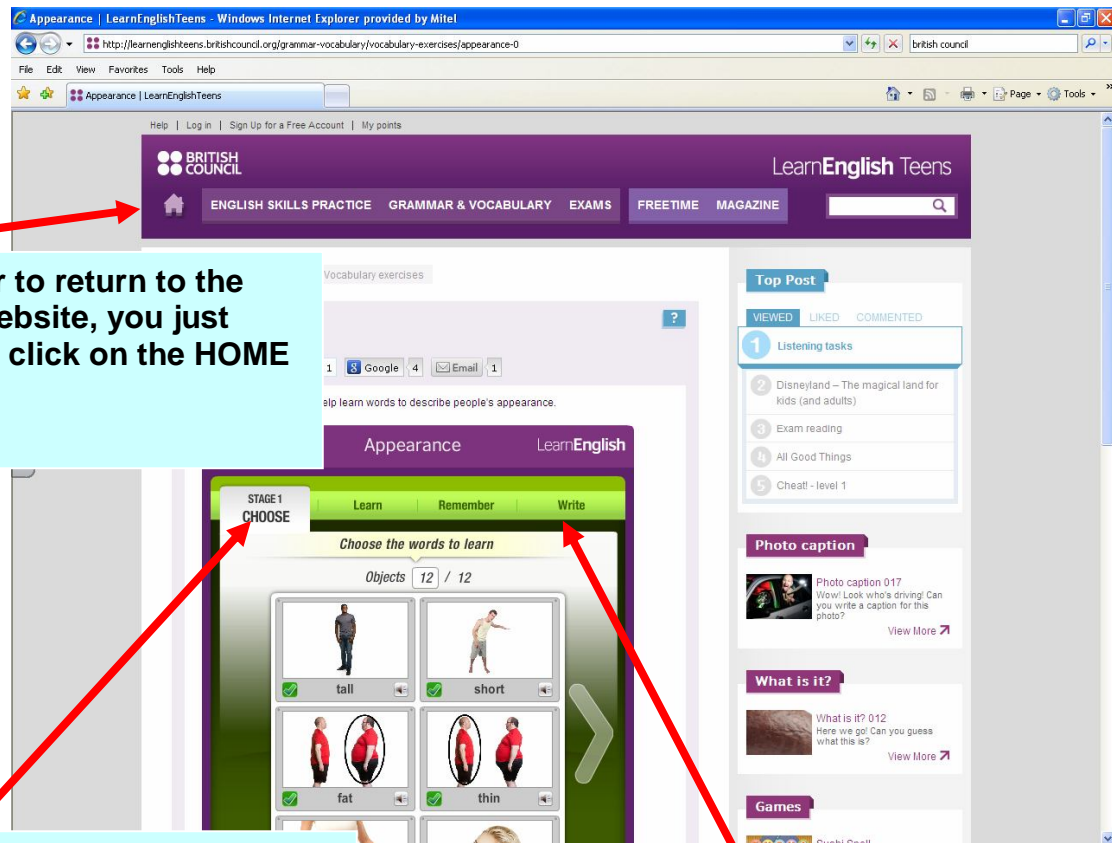 Appearance | LearnEnglishTeens - Windows Internet Explorer provided by Mitel
http://learnenglishteens.britishcouncil.org/grammar-vocabulary/vocabulary-exercises/appearance-0
british council
File Edit View Favorites Tools Help
Appearance | LearnEnglishTeens
Page Tools
Help | Log in | Sign Up for a Free Account | My points
BRITISH
COUNCIL
LearnEnglish Teens
ENGLISH SKILLS PRACTICE GRAMMAR & VOCABULARY EXAMS FREETIME MAGAZINE
to return to the
website, you just
click on the HOME
Vocabulary exercises
?
1 Google 4 Email 1
learn words to describe people's appearance.
Appearance LearnEnglish
STAGE 1
CHOOSE
Learn Remember Write
Choose the words to learn
Objects 12 / 12
tall short
fat thin
Top Post
VIEWED LIKED COMMENTED
1 Listening tasks
2 Disneyland – The magical land for
kids (and adults)
3 Exam reading
4 All Good Things
5 Cheat! - level 1
Photo caption
Photo caption 017
Wow! Look who's driving! Can
you write a caption for this
photo?
View More
What is it?
What is it? 012
Here we go! Can you guess
what this is?
View More
Games